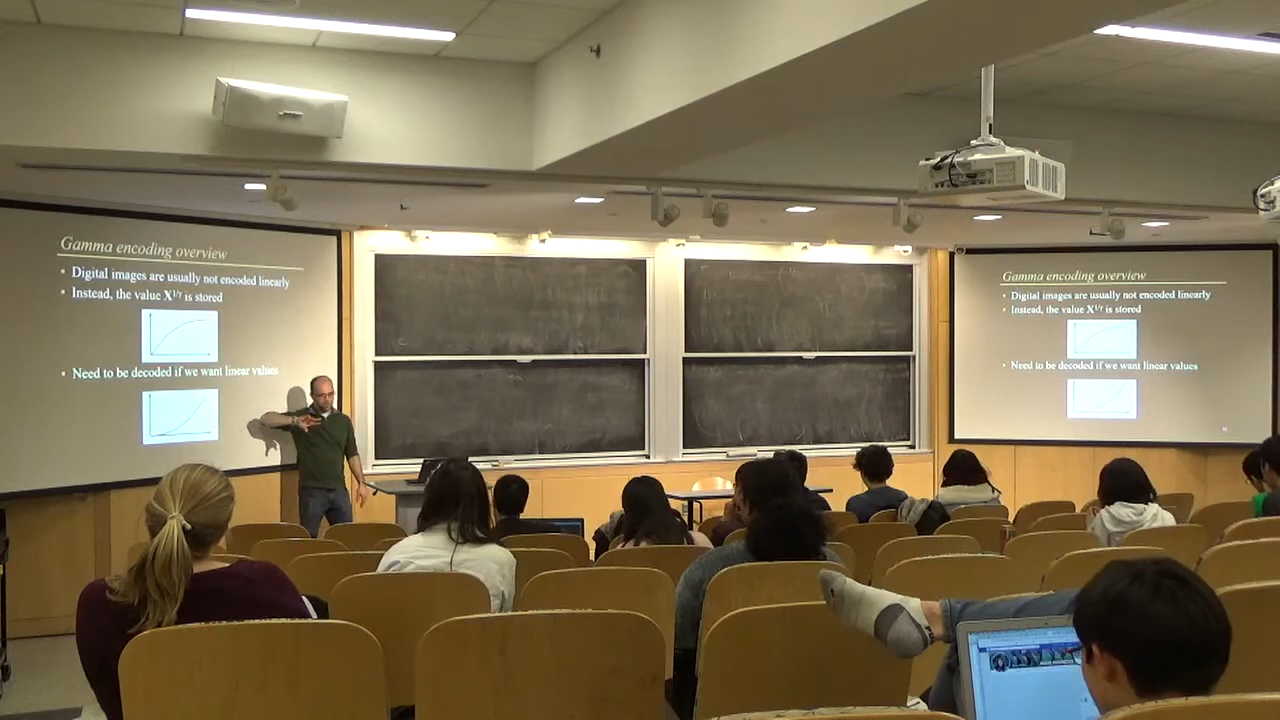 Gamma encoding overview
• Digital images are usually not encoded linearly
• Instead, the value X^1/γ is stored
• Need to be decoded if we want linear values
Gamma encoding overview
• Digital images are usually not encoded linearly
• Instead, the value X^1/γ is stored
• Need to be decoded if we want linear values